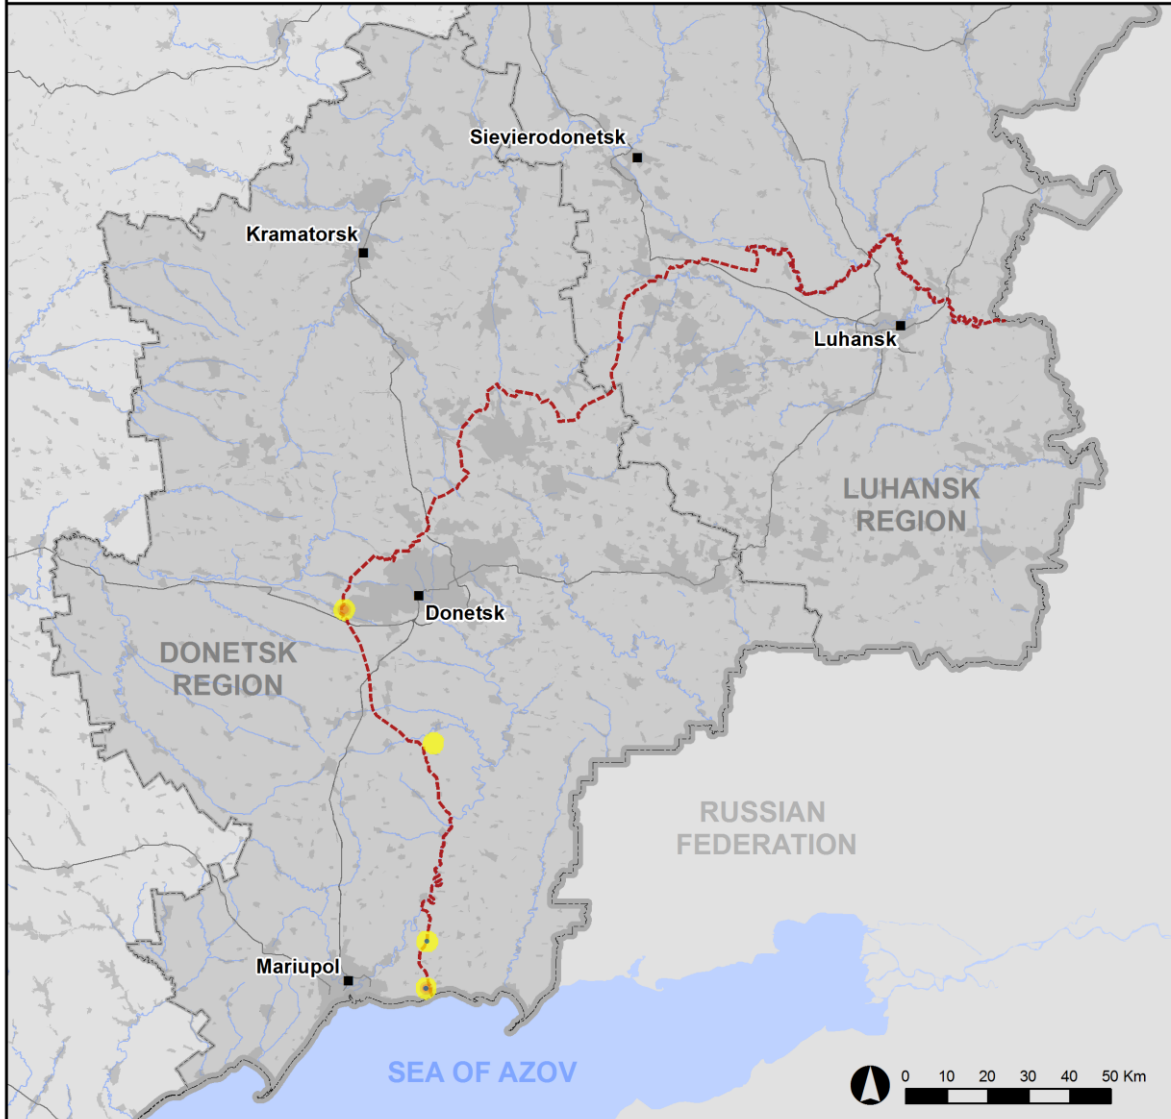 Sievierodonetsk
Kramatorsk
Luhansk
LUHANSK
REGION
Donetsk
DONETSK
REGION
RUSSIAN
FEDERATION
Mariupol
SEA OF AZOV
0 10 20 30 40 50 Km